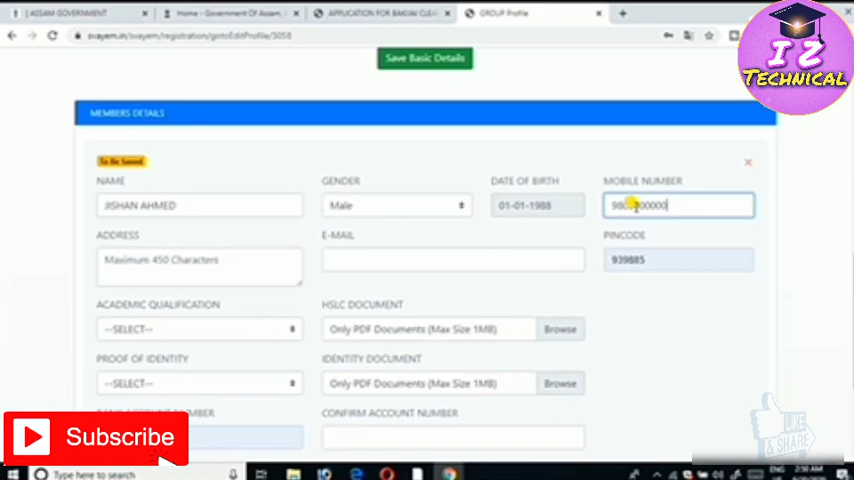 ASSAM GOVERNMENT
Home - Government Of Assam,
APPLICATION FOR BAKIJAI CLEA
GROUP Profile
svayem.in/svayem/registration/gotoEditProfile/3058
I Z
TECHNICAL
Save Basic Details
MEMBERS DETAILS
To Be Saved
NAME
GENDER
DATE OF BIRTH
MOBILE NUMBER
JISHAN AHMED
Male
01-01-1988
ADDRESS
E-MAIL
PINCODE
Maximum 450 Characters
939885
ACADEMIC QUALIFICATION
HSLC DOCUMENT
--SELECT--
Only PDF Documents (Max Size 1MB)
Browse
PROOF OF IDENTITY
IDENTITY DOCUMENT
--SELECT--
Only PDF Documents (Max Size 1MB)
Browse
BANK ACCOUNT NUMBER
CONFIRM ACCOUNT NUMBER
Subscribe
LIKE
& SHARE
Type here to search
ENG
2:50 AM